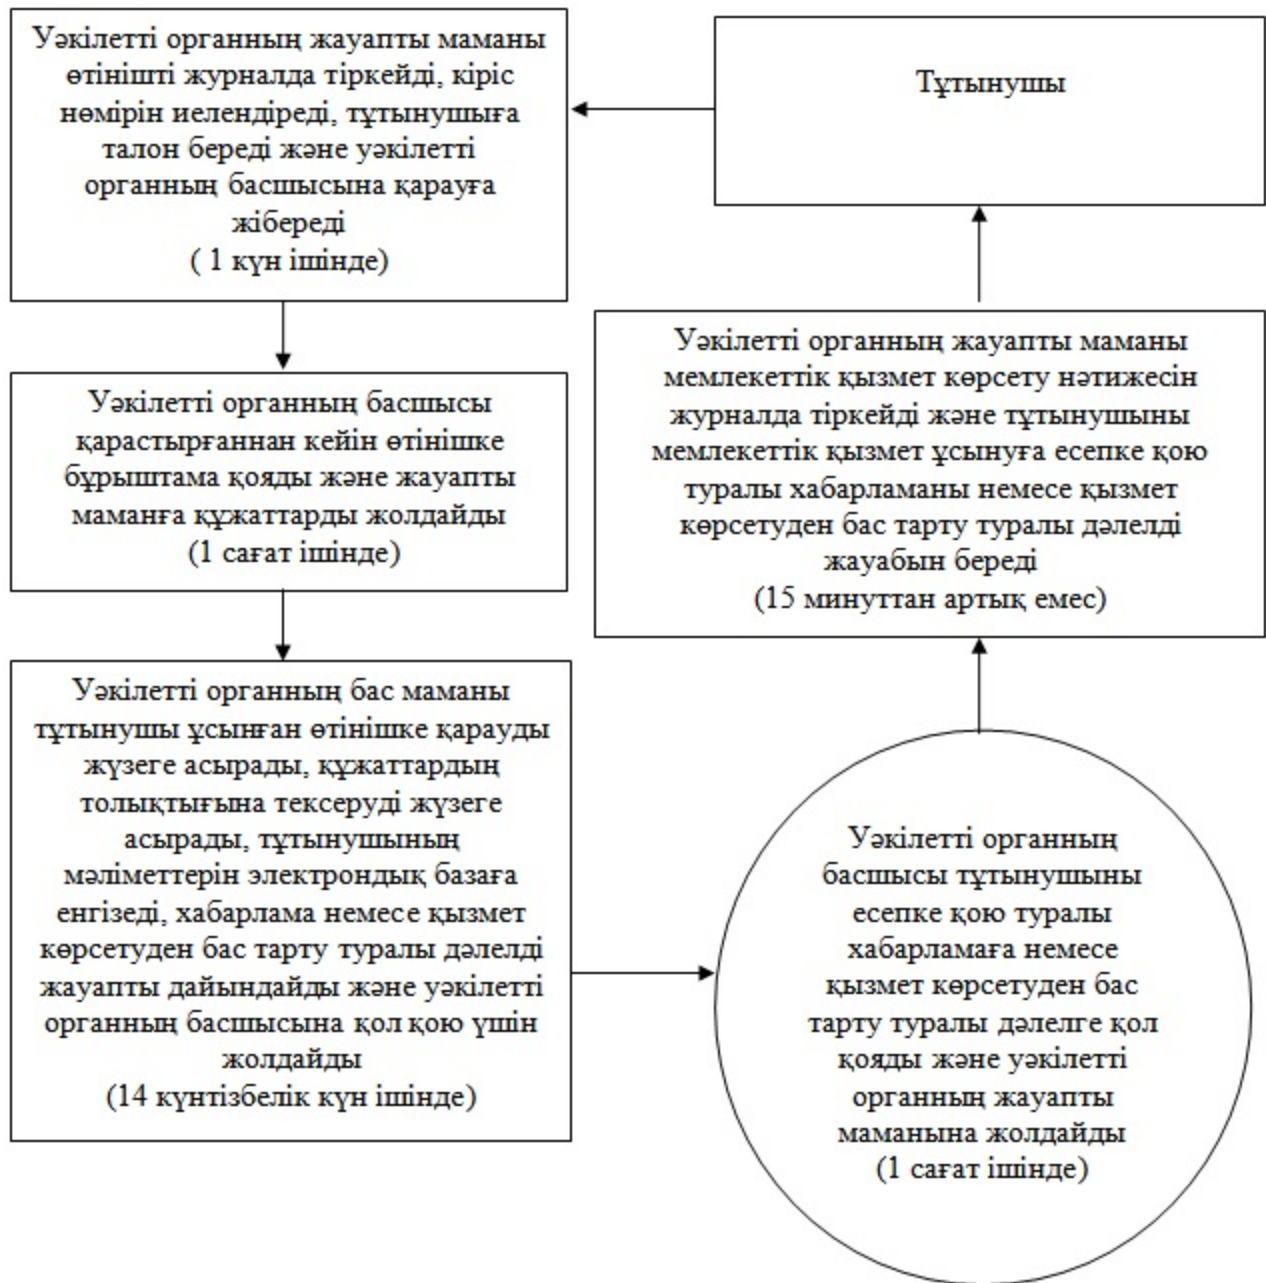 Тұтынушы
Уәкілетті органның жауапты маманы
өтінішті журналда тіркейді, кіріс
нөмірін иелендіреді, тұтынушыға
талон береді және уәкілетті
органның басшысына қарауға
жібереді
( 1 күн ішінде)
Уәкілетті органның басшысы
қарастырғаннан кейін өтінішке
бұрыштама қояды және жауапты
маманға құжаттарды жолдайды
(1 сағат ішінде)
Уәкілетті органның бас маманы
тұтынушы ұсынған өтінішке қарауды
жүзеге асырады, құжаттардың
толықтығына тексеруді жүзеге
асырады, тұтынушының
мәліметтерін электрондық базаға
енгізеді, хабарлама немесе қызмет
көрсетуден бас тарту туралы дәлелді
жауапты дайындайды және уәкілетті
органның басшысына қол қою үшін
жолдайды
(14 күнтізбелік күн ішінде)
Уәкілетті органның
басшысы тұтынушыны
есепке қою туралы
хабарламаға немесе
қызмет көрсетуден бас
тарту туралы дәлелге қол
қояды және уәкілетті
органның жауапты
маманына жолдайды
(1 сағат ішінде)
Уәкілетті органның жауапты маманы
мемлекеттік қызмет көрсету нәтижесін
журналда тіркейді және тұтынушыны
мемлекеттік қызмет ұсынуға есепке қою
туралы хабарламаны немесе қызмет
көрсетуден бас тарту туралы дәлелді
жауабын береді
(15 минуттан артық емес)